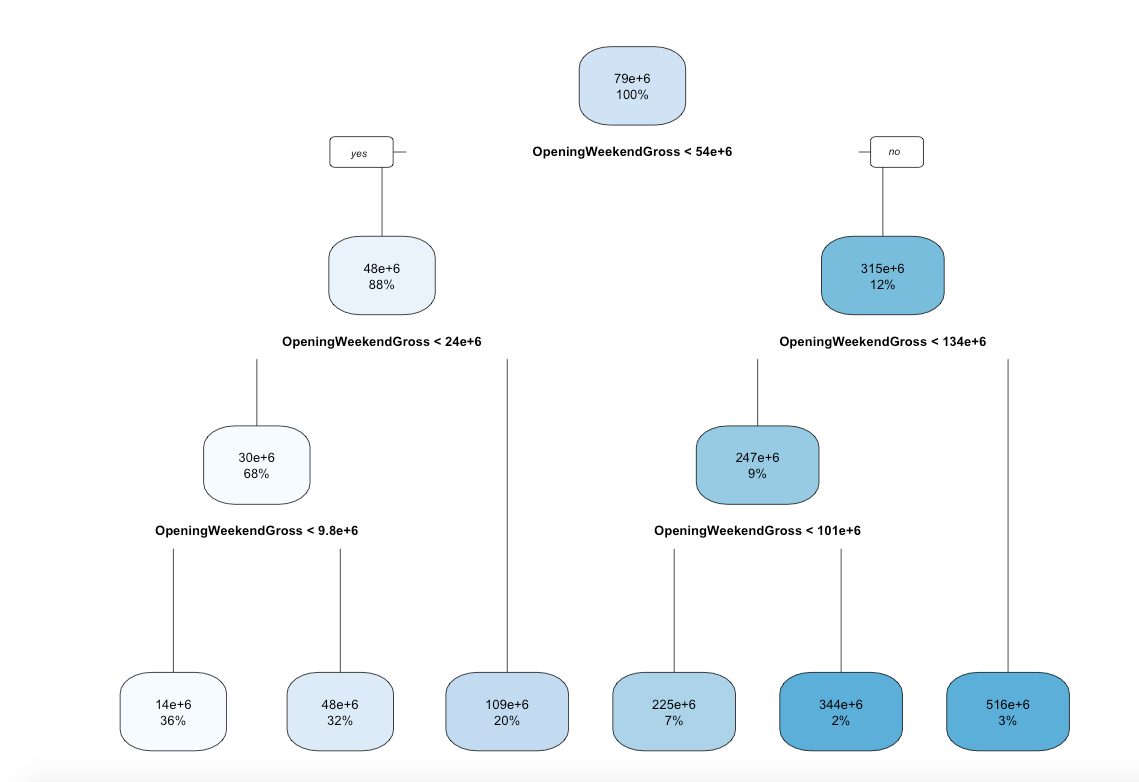 79e+6
100%
yes
OpeningWeekendGross < 54e+6
no
48e+6
88%
315e+6
12%
OpeningWeekendGross < 24e+6
OpeningWeekendGross < 134e+6
30e+6
68%
247e+6
9%
OpeningWeekendGross < 9.8e+6
OpeningWeekendGross < 101e+6
14e+6
36%
48e+6
32%
109e+6
20%
225e+6
7%
344e+6
2%
516e+6
3%